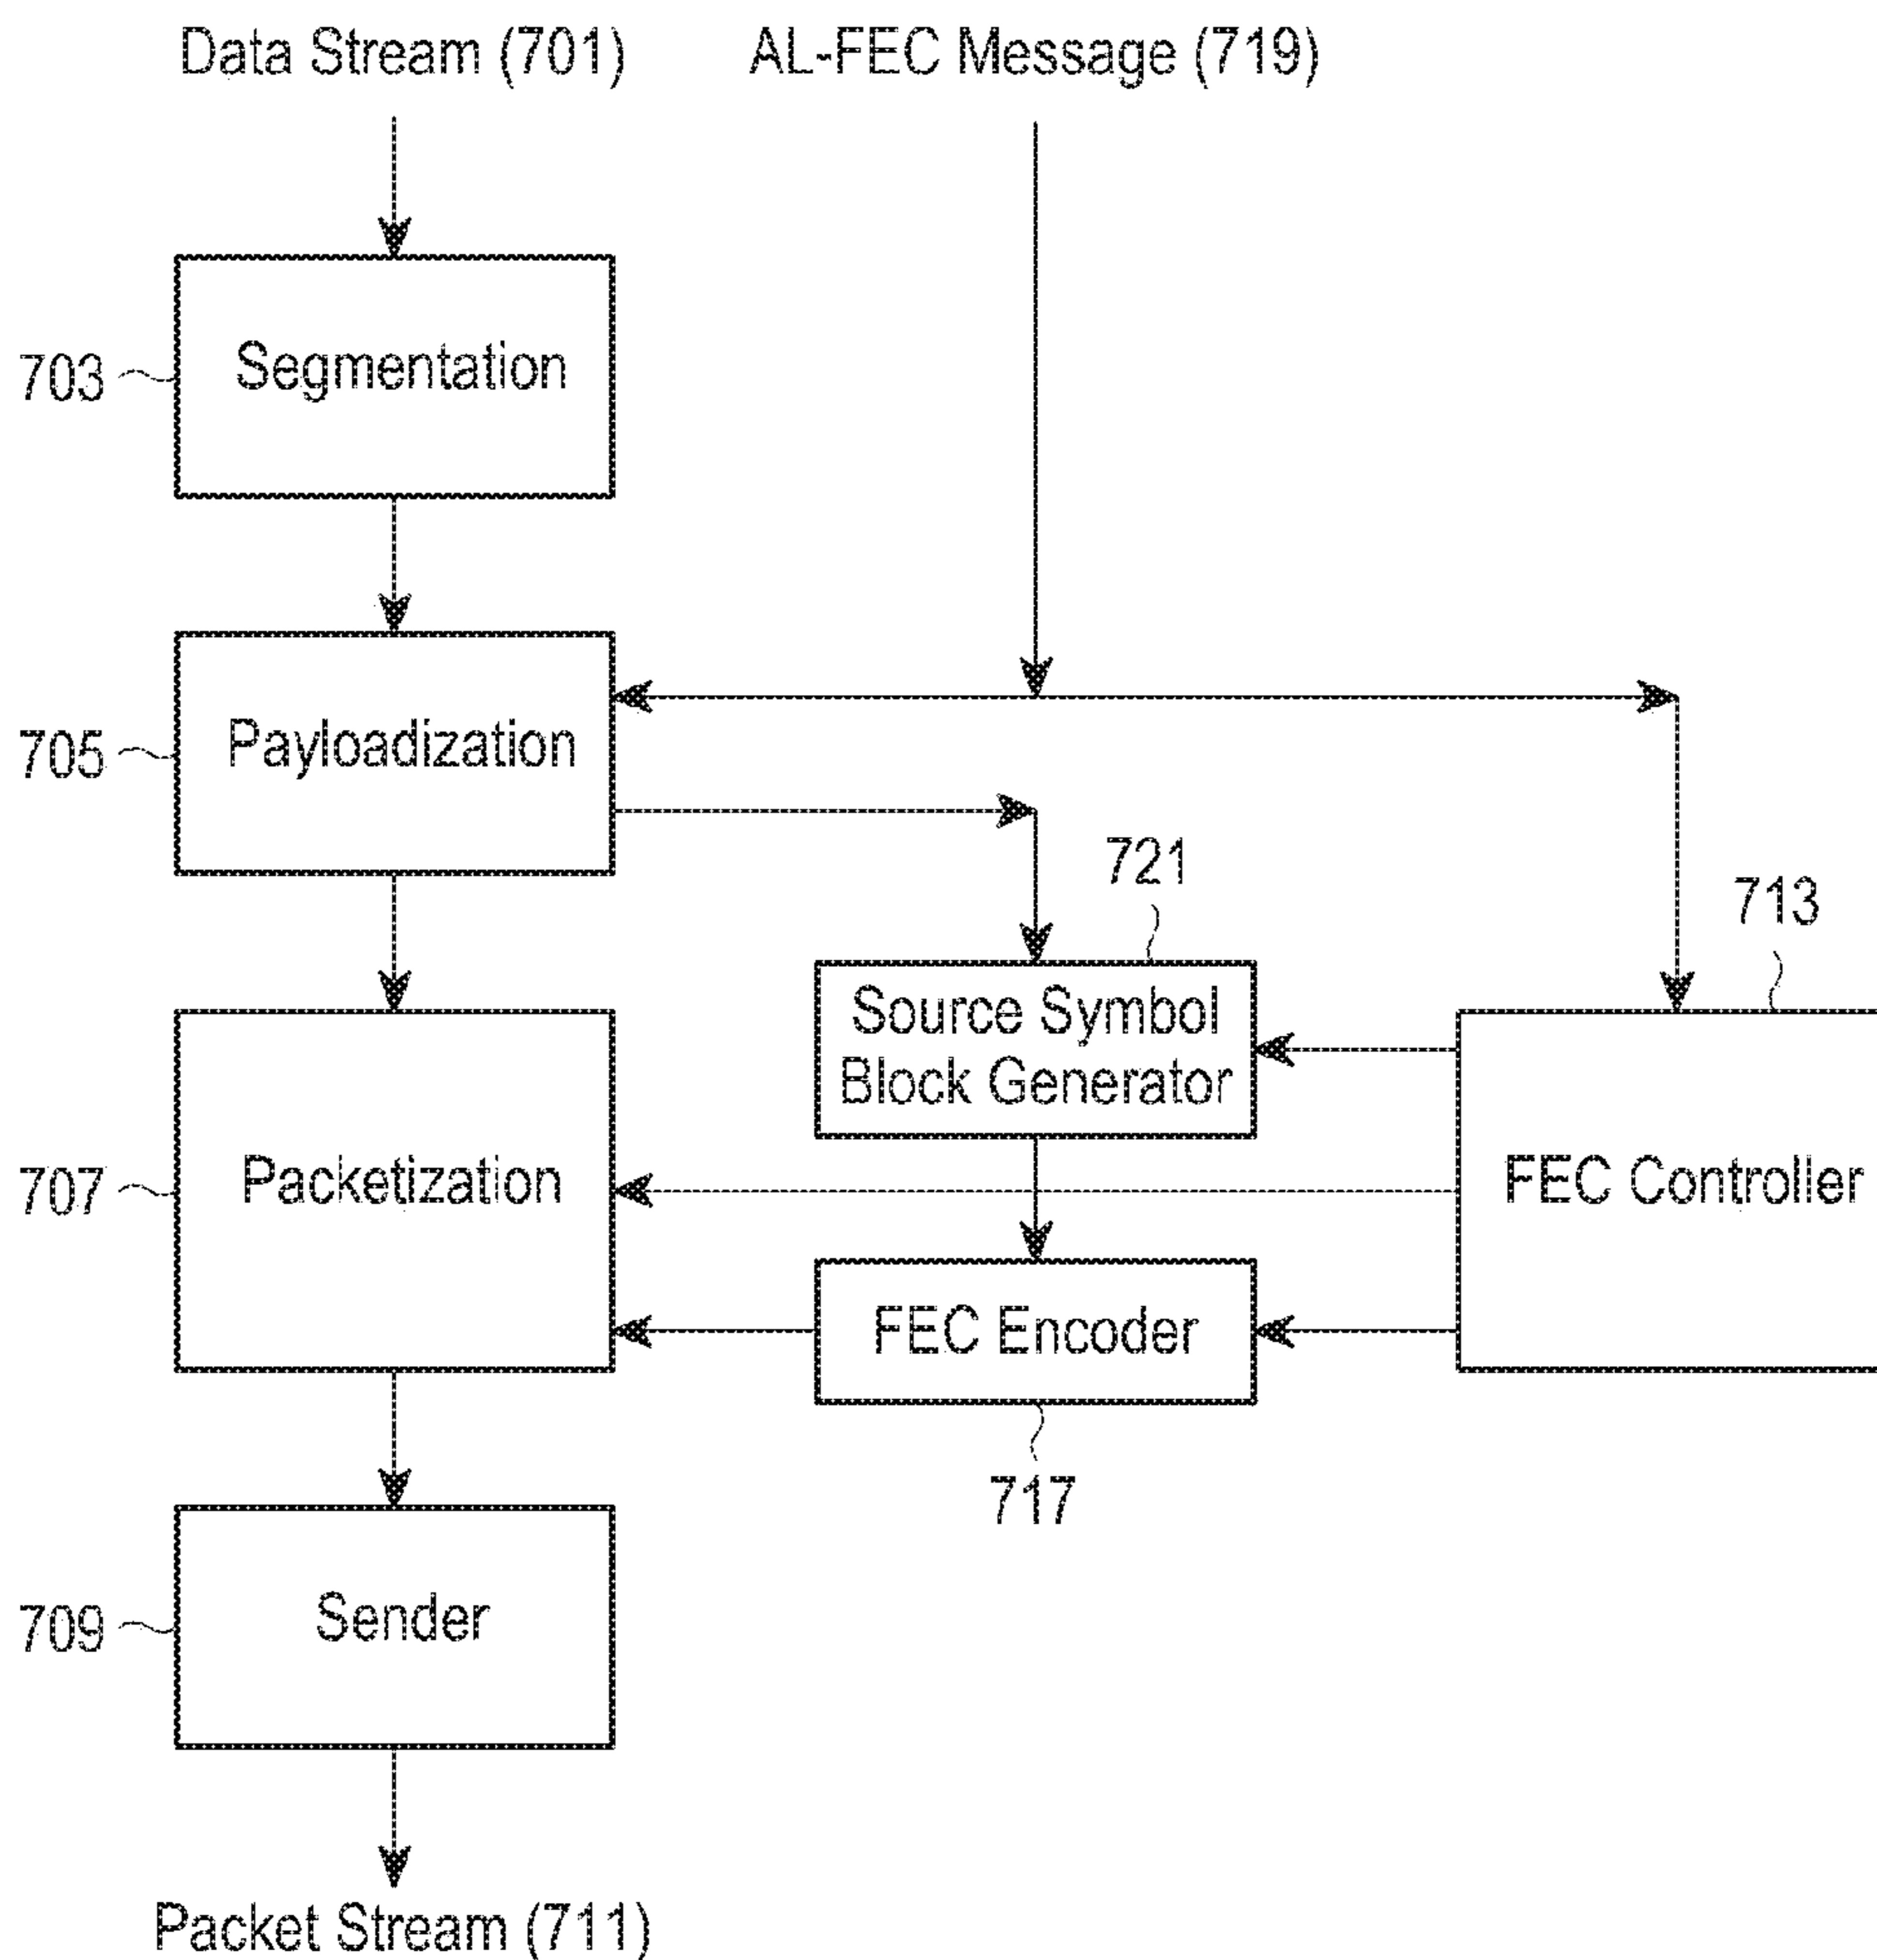 Data Stream (701)
AL-FEC Message (719)
703
Segmentation
705
Payloadization
721
713
Source Symbol
Block Generator
707
Packetization
FEC Controller
FEC Encoder
717
709
Sender
Packet Stream (711)